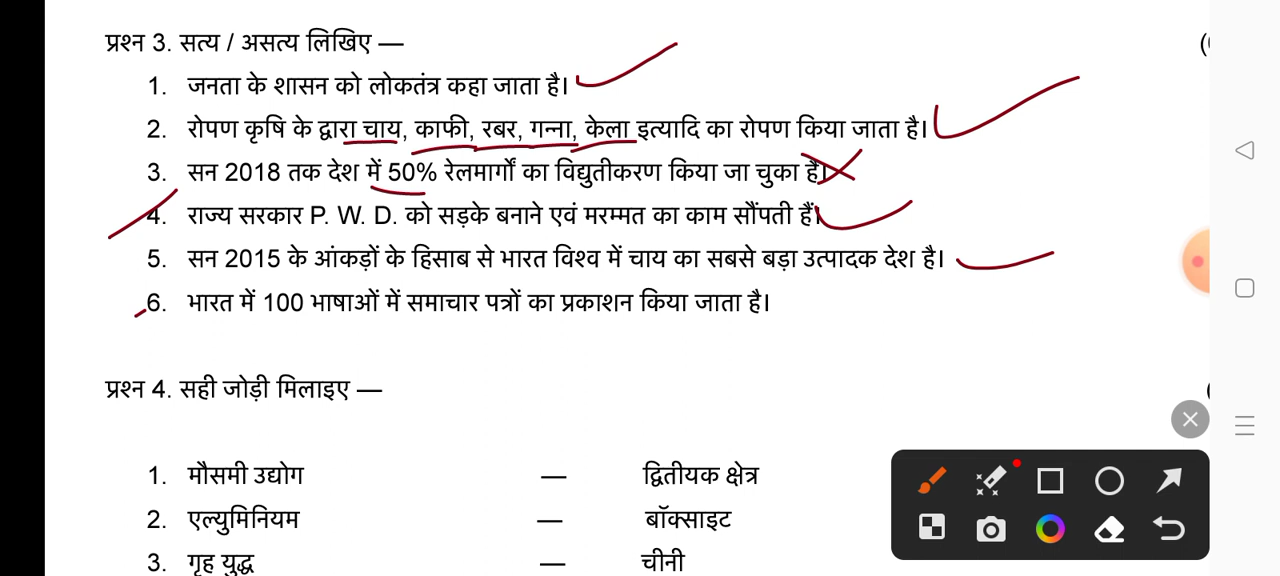 प्रश्न 3. सत्य / असत्य लिखिए —
1. जनता के शासन को लोकतंत्र कहा जाता है।
2. रोपण कृषि के द्वारा चाय, काफी, रबर, गन्ना, केला इत्यादि का रोपण किया जाता है।
3. सन 2018 तक देश में 50% रेलमार्गों का विद्युतीकरण किया जा चुका है।
4. राज्य सरकार P. W. D. को सड़के बनाने एवं मरम्मत का काम सौंपती हैं।
5. सन 2015 के आंकड़ों के हिसाब से भारत विश्व में चाय का सबसे बड़ा उत्पादक देश है।
6. भारत में 100 भाषाओं में समाचार पत्रों का प्रकाशन किया जाता है।
प्रश्न 4. सही जोड़ी मिलाइए —
1. मौसमी उद्योग — द्वितीयक क्षेत्र
2. एल्युमिनियम — बॉक्साइट
3. गृह युद्ध — चीनी